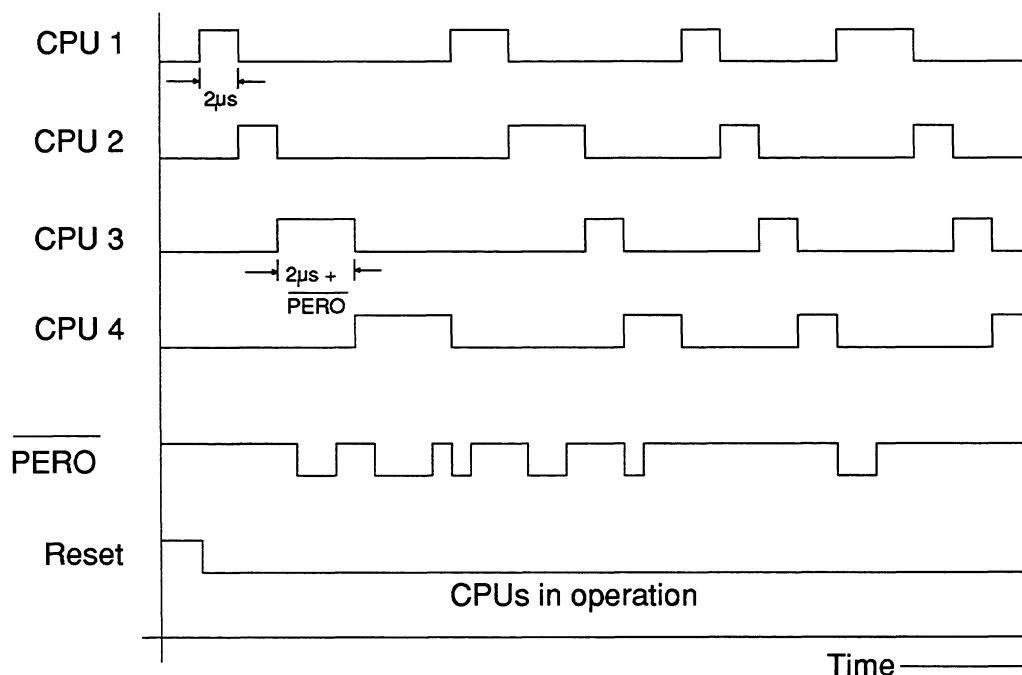 CPU 1
2µs
CPU 2
CPU 3
2µs +
PERO
CPU 4
PERO
Reset
CPUs in operation
Time